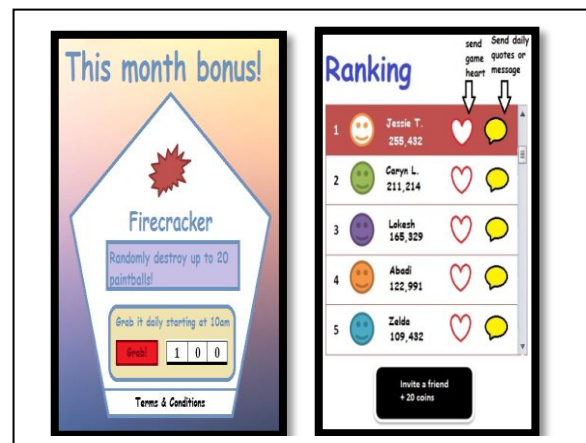 This month bonus!
Firecracker
Randomly destroy up to 20
paintballs!
Grab it daily starting at 10am
Grab!
1 0 0
Terms & Conditions
Ranking
send
game
heart
Send daily
quotes or
message
1
Jessie T.
255,432
2
Caryn L.
211,214
3
Lokesh
165,329
4
Abadi
122,991
5
Zelda
109,432
Invite a friend
+ 20 coins